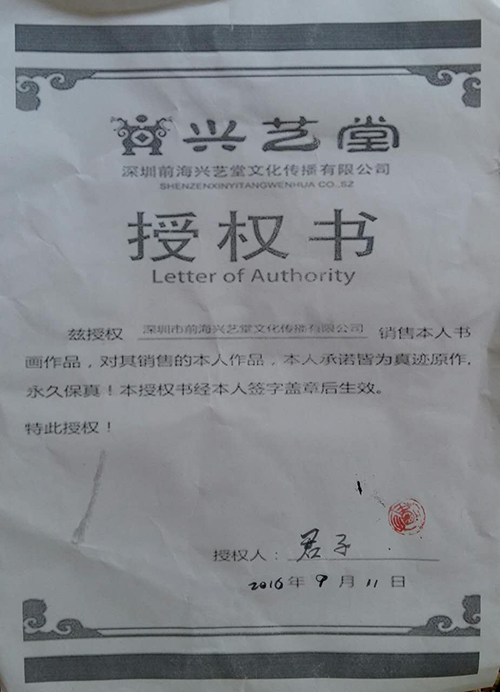 兴艺堂
深圳前海兴艺堂文化传播有限公司
SHENZENXINYITANGWENHUA CO.,SZ
授权书
Letter of Authority
兹授权 深圳市前海兴艺堂文化传播有限公司 销售本人书
画作品，对其销售的本人作品，本人承诺皆为真迹原作，
永久保真！本授权书经本人签字盖章后生效。
特此授权！
授权人：君子
2016年9月11日